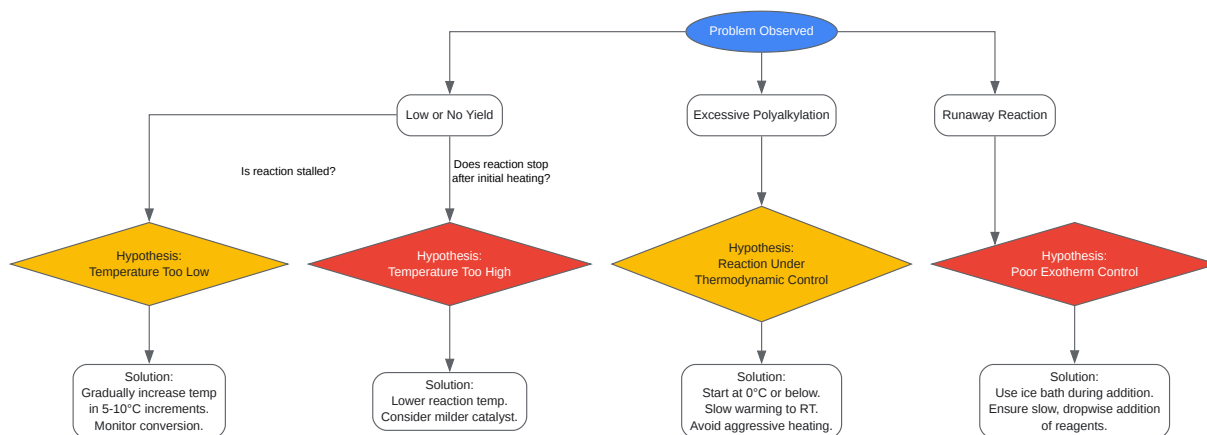 Problem Observed
Low or No Yield
Excessive Polyalkylation
Runaway Reaction
Is reaction stalled?
Does reaction stop
after initial heating?
Hypothesis:
Temperature Too Low
Hypothesis:
Temperature Too High
Hypothesis:
Reaction Under
Thermodynamic Control
Hypothesis:
Poor Exotherm Control
Solution:
Gradually increase temp
in 5-10°C increments.
Monitor conversion.
Solution:
Lower reaction temp.
Consider milder catalyst.
Solution:
Start at 0°C or below.
Slow warming to RT.
Avoid aggressive heating.
Solution:
Use ice bath during addition.
Ensure slow, dropwise addition
of reagents.